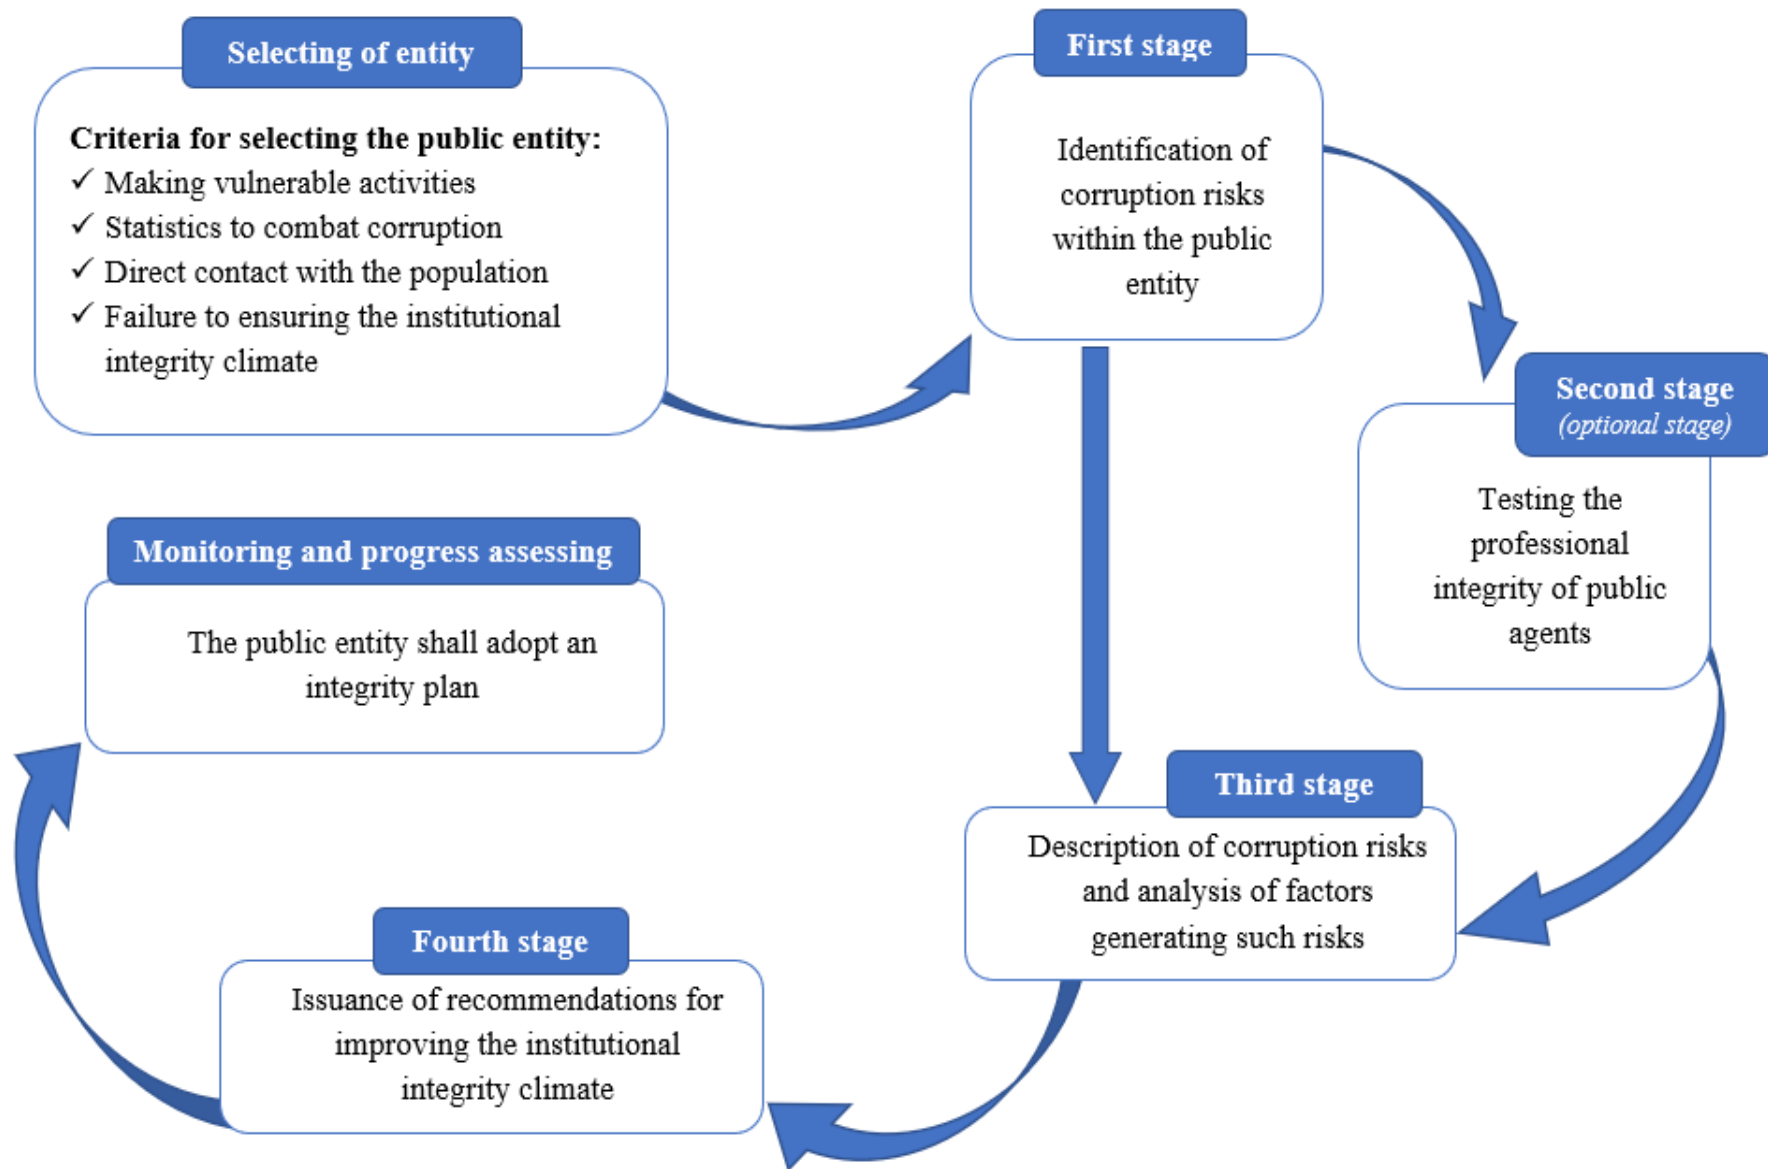 Selecting of entity
Criteria for selecting the public entity:
✓ Making vulnerable activities
✓ Statistics to combat corruption
✓ Direct contact with the population
✓ Failure to ensuring the institutional
integrity climate
First stage
Identification of
corruption risks
within the public
entity
Second stage
(optional stage)
Testing the
professional
integrity of public
agents
Third stage
Description of corruption risks
and analysis of factors
generating such risks
Fourth stage
Issuance of recommendations for
improving the institutional
integrity climate
Monitoring and progress assessing
The public entity shall adopt an
integrity plan